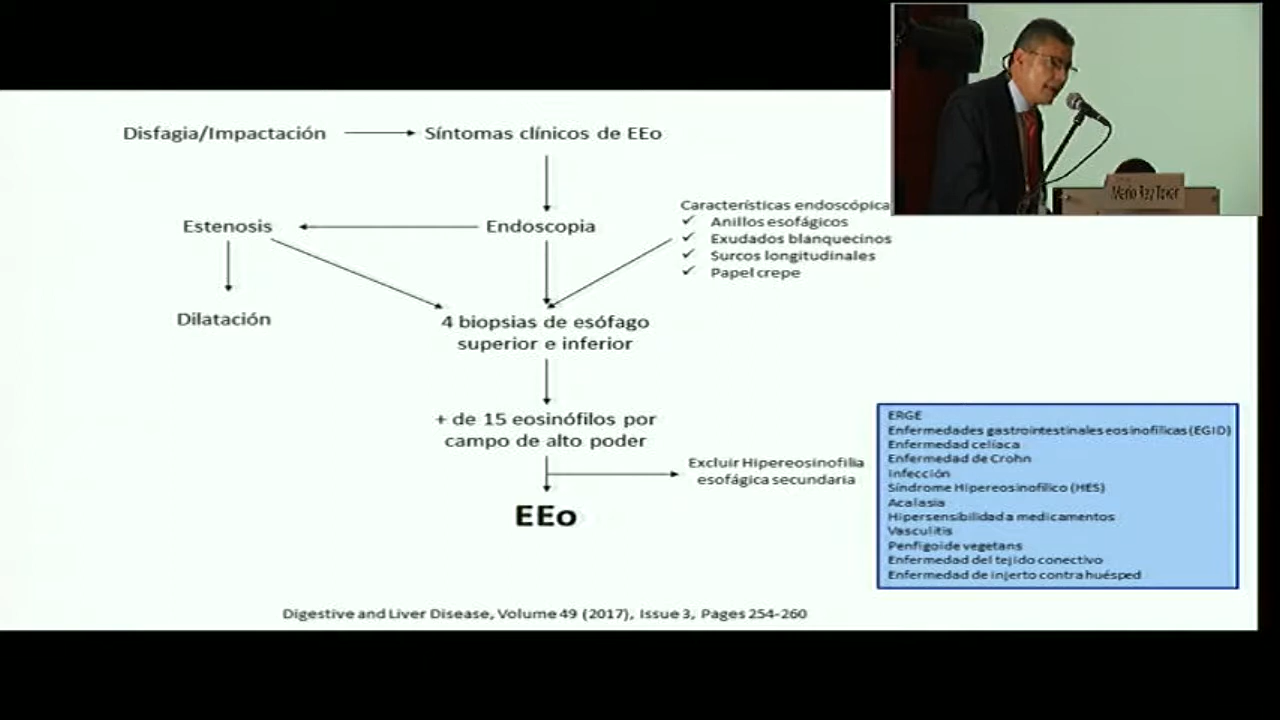 Disfagia/Impactación
Síntomas clínicos de EEo
Estenosis
Endoscopia
Características endoscópica
✓ Anillos esofágicos
✓ Exudados blanquecinos
✓ Surcos longitudinales
✓ Papel crepe
Dilatación
4 biopsias de esófago
superior e inferior
+ de 15 eosinófilos por
campo de alto poder
Excluir Hipereosinofilia
esofágica secundaria
EEo
ERGE
Enfermedades gastrointestinales eosinofílicas (EGID)
Enfermedad celíaca
Enfermedad de Crohn
Infección
Síndrome Hipereosinofílico (HES)
Acalasia
Hipersensibilidad a medicamentos
Vasculitis
Penfigoide vegetans
Enfermedad del tejido conectivo
Enfermedad de injerto contra huésped
Digestive and Liver Disease, Volume 49 (2017), Issue 3, Pages 254-260
Mario Rey